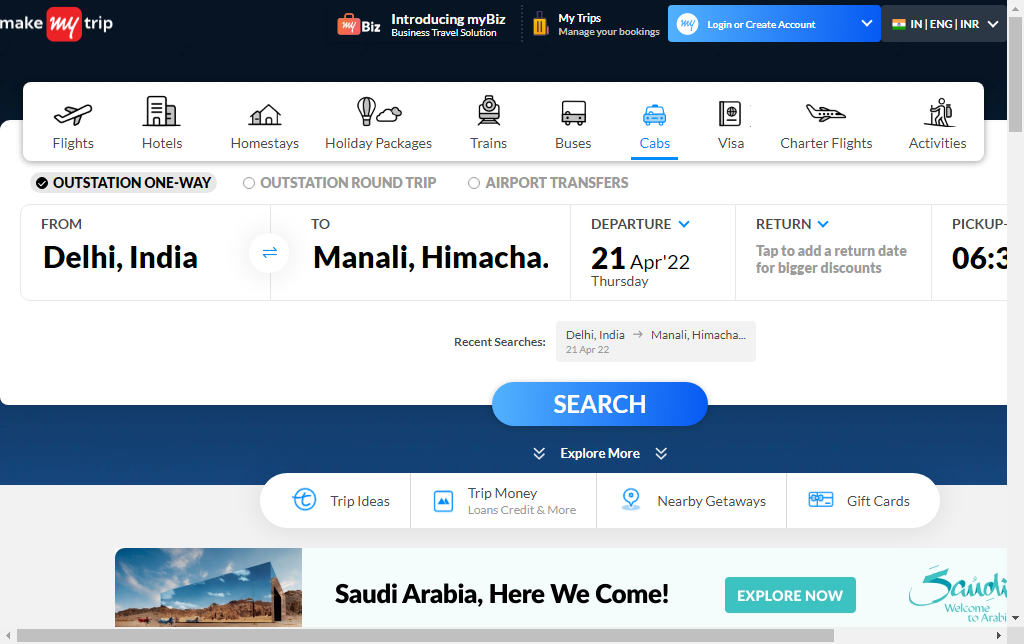 make my trip
my Biz
Introducing myBiz
Business Travel Solution
My Trips
Manage your bookings
my
Login or Create Account
IN | ENG | INR
Flights
Hotels
Homestays
Holiday Packages
Trains
Buses
Cabs
Visa
Charter Flights
Activities
OUTSTATION ONE-WAY
OUTSTATION ROUND TRIP
AIRPORT TRANSFERS
FROM
Delhi, India
TO
Manali, Himacha.
DEPARTURE
21 Apr'22
Thursday
RETURN
Tap to add a return date
for bigger discounts
PICKUP-
06:3
Recent Searches:
Delhi, India → Manali, Himacha...
21 Apr 22
SEARCH
Explore More
Trip Ideas
Trip Money
Loans Credit & More
Nearby Getaways
Gift Cards
Saudi Arabia, Here We Come!
EXPLORE NOW
Saudi
Welcome
to Arabi